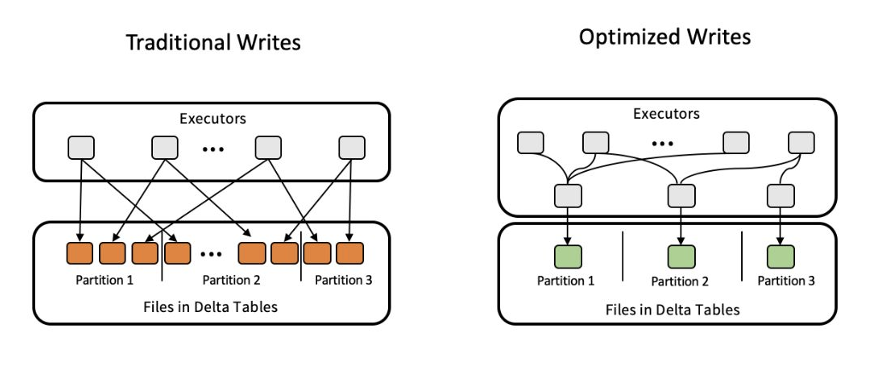 Traditional Writes
Executors
...
...
Partition 1
Partition 2
Partition 3
Files in Delta Tables
Optimized Writes
Executors
...
Partition 1
Partition 2
Partition 3
Files in Delta Tables